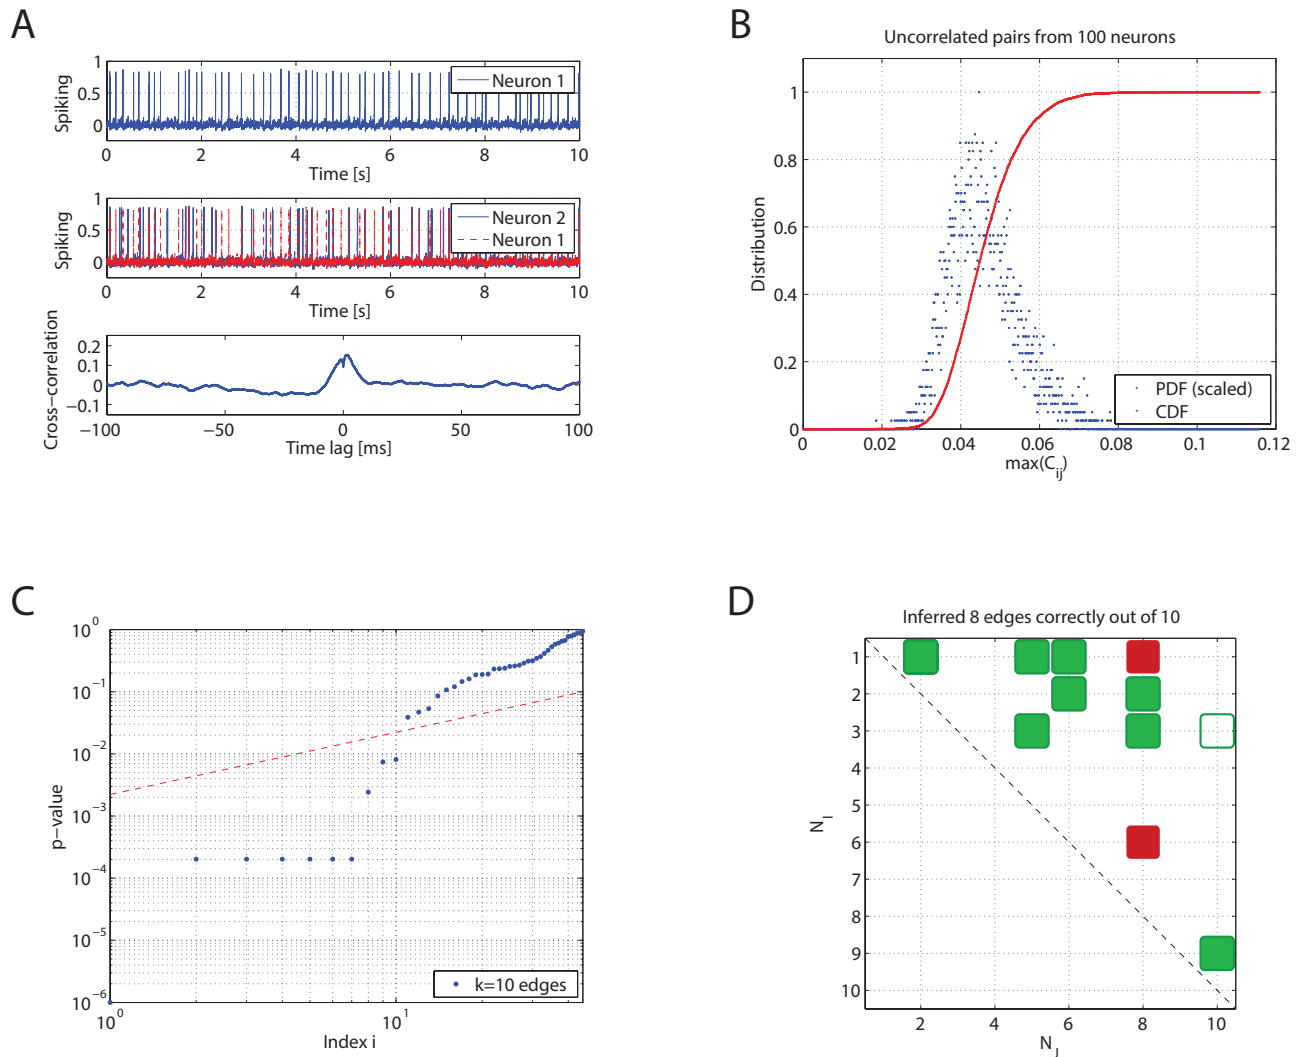 A
Spiking
1
0.5
0
Neuron 1
0 2 4 6 8 10
Time [s]
Spiking
1
0.5
0
Neuron 2
Neuron 1
0 2 4 6 8 10
Time [s]
Cross−correlation
0.2
0.1
0
−0.1
−100 −50 0 50 100
Time lag [ms]
B
Uncorrelated pairs from 100 neurons
Distribution
1
0.8
0.6
0.4
0.2
0
PDF (scaled)
CDF
0 0.02 0.04 0.06 0.08 0.1 0.12
max(Cij)
C
p−value
10^0
10^−1
10^−2
10^−3
10^−4
10^−5
10^−6
k=10 edges
10^0 10^1
Index i
D
Inferred 8 edges correctly out of 10
N_I
1
2
3
4
5
6
7
8
9
10
2 4 6 8 10
N_J